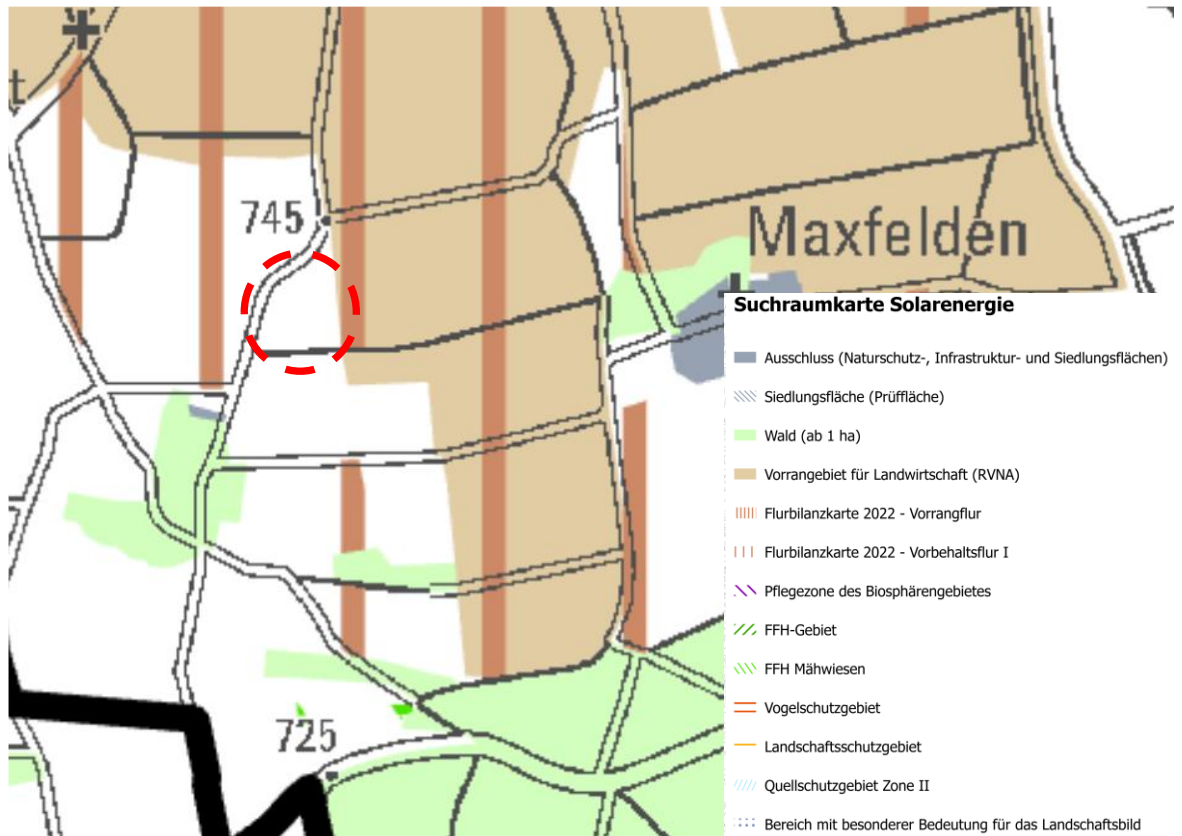 t
745
Maxfelden
725
Suchraumkarte Solarenergie
Ausschluss (Naturschutz-, Infrastruktur- und Siedlungsflächen)
Siedlungsfläche (Prüffläche)
Wald (ab 1 ha)
Vorrangebiet für Landwirtschaft (RVNA)
Flurbilanzkarte 2022 - Vorrangflur
Flurbilanzkarte 2022 - Vorbehaltsflur I
Pflegezone des Biosphärengebietes
FFH-Gebiet
FFH Mähwiesen
Vogelschutzgebiet
Landschaftsschutzgebiet
Quellschutzgebiet Zone II
Bereich mit besonderer Bedeutung für das Landschaftsbild